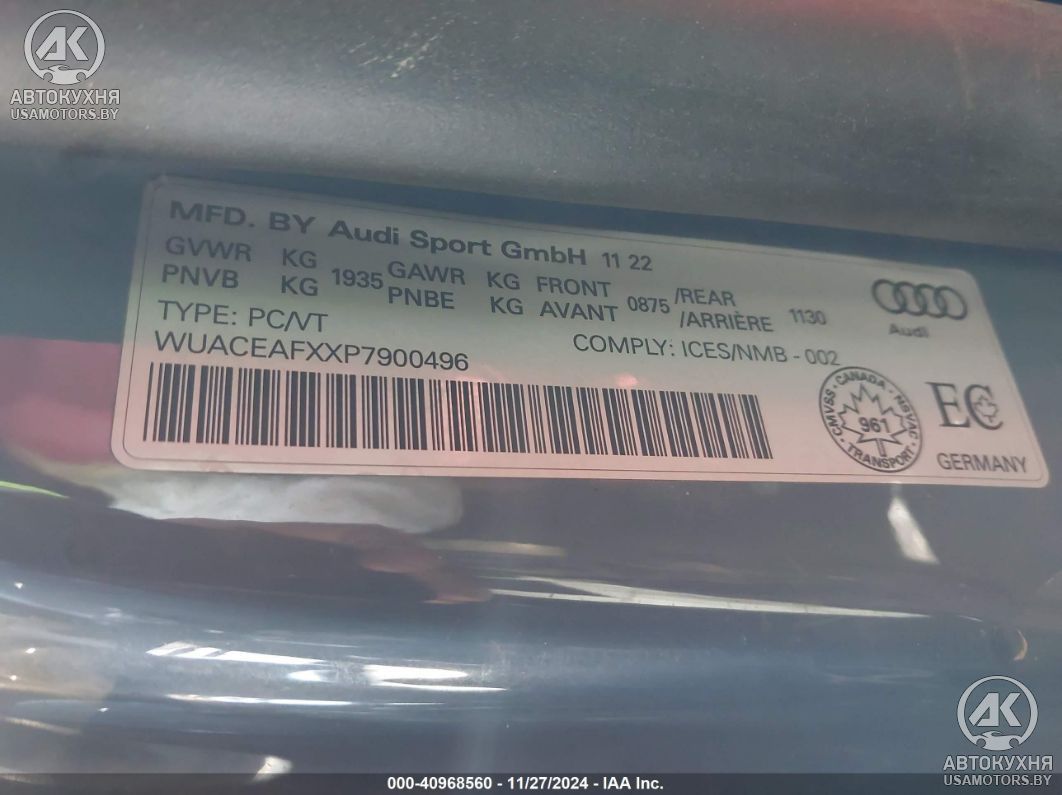 АВТОКУХНЯ
USAMOTORS.BY
MFD. BY Audi Sport GmbH 11 22
GVWR KG 1935 GAWR KG FRONT 0875 /REAR 1130
PNVB KG PNBE KG AVANT /ARRIÈRE
TYPE: PC/VT
WUACEAFXXP7900496
COMPLY: ICES/NMB - 002
Audi
CANADA
CMVSS NSVAC
961
TRANSPORT
EC
GERMANY
АВТОКУХНЯ
USAMOTORS.BY
000-40968560 - 11/27/2024 - IAA Inc.